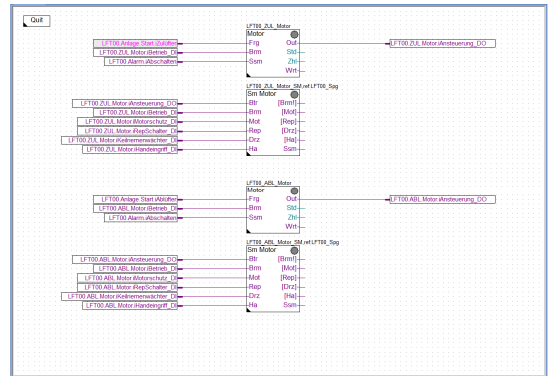 Quit
LFT00_ZUL_Motor
Motor
LFT00.Anlage.Start.iZulüfter Frg Out LFT00.ZUL.Motor.iAnsteuerung_DO
LFT00.ZUL.Motor.iBetrieb_DI Brm Std
LFT00.Alarm.iAbschalten Ssm Zhl
Wrt
LFT00_ZUL_Motor_SM,ref:LFT00_Spg
Sm Motor
LFT00.ZUL.Motor.iAnsteuerung_DO Btr [Brmf]
LFT00.ZUL.Motor.iBetrieb_DI Brm [Mot]
LFT00.ZUL.Motor.iMotorschutz_DI Mot [Rep]
LFT00.ZUL.Motor.iRepSchalter_DI Rep [Drz]
LFT00.ZUL.Motor.iKeilriemenwächter_DI Drz [Ha]
LFT00.ZUL.Motor.iHandeingriff_DI Ha Ssm
LFT00_ABL_Motor
Motor
LFT00.Anlage.Start.iAblüfter Frg Out LFT00.ABL.Motor.iAnsteuerung_DO
LFT00.ABL.Motor.iBetrieb_DI Brm Std
LFT00.Alarm.iAbschalten Ssm Zhl
Wrt
LFT00_ABL_Motor_SM,ref:LFT00_Spg
Sm Motor
LFT00.ABL.Motor.iAnsteuerung_DO Btr [Brmf]
LFT00.ABL.Motor.iBetrieb_DI Brm [Mot]
LFT00.ABL.Motor.iMotorschutz_DI Mot [Rep]
LFT00.ABL.Motor.iRepSchalter_DI Rep [Drz]
LFT00.ABL.Motor.iKeilriemenwächter_DI Drz [Ha]
LFT00.ABL.Motor.iHandeingriff_DI Ha Ssm